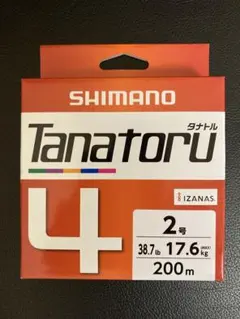 SHIMANO
タナトル
Tanatoru
4
IZANAS
2号
38.7lb 17.6kg (MAX)
200m